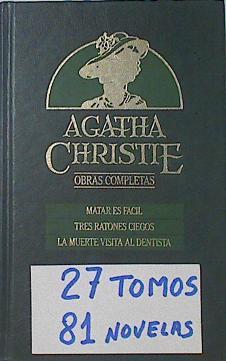 AGATHA
CHRISTIE
OBRAS COMPLETAS
MATAR ES FACIL
TRES RATONES CIEGOS
LA MUERTE VISITA AL DENTISTA
27 TOMOS
81 NOVELAS